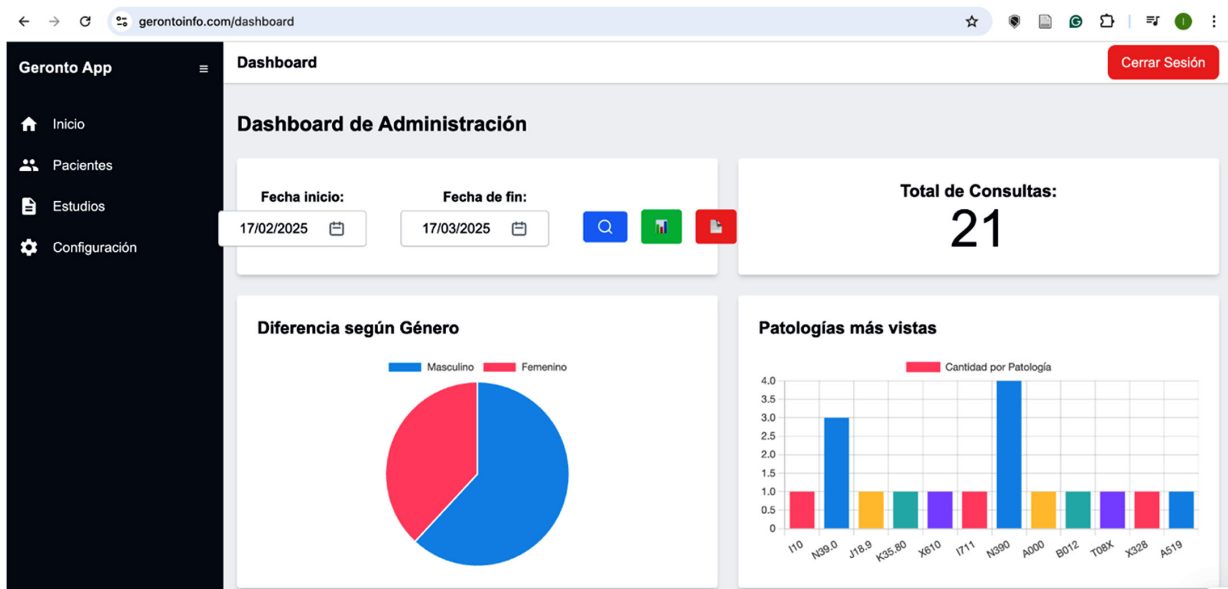 gerontoinfo.com/dashboard
Geronto App
Dashboard
Cerrar Sesión
Inicio
Pacientes
Estudios
Configuración
Dashboard de Administración
Fecha inicio:
Fecha de fin:
17/02/2025
17/03/2025
Total de Consultas:
21
Diferencia según Género
Masculino
Femenino
Patologías más vistas
Cantidad por Patología
4.0
3.5
3.0
2.5
2.0
1.5
1.0
0.5
0
I10
N39.0
J18.9
K35.80
X610
I711
N390
A000
B012
T08X
X328
A519